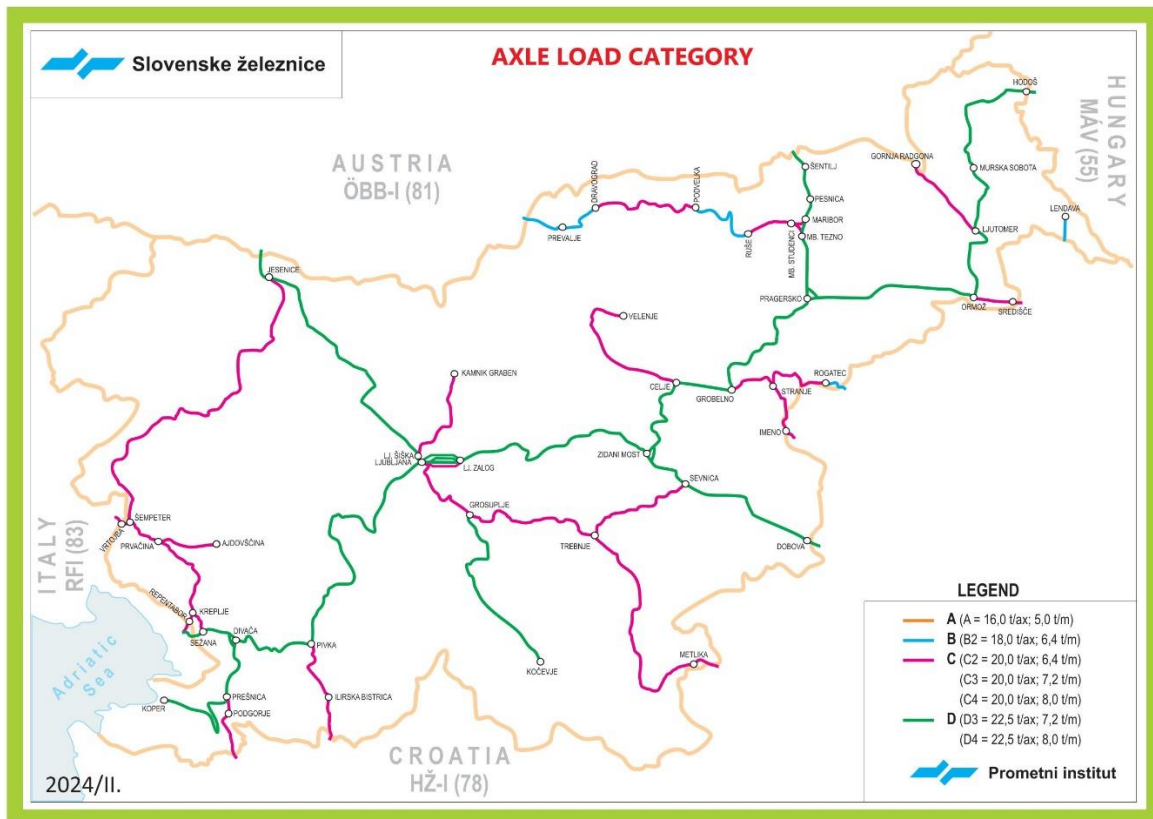 Slovenske železnice
AXLE LOAD CATEGORY
AUSTRIA
ÖBB-I (81)
HUNGARY
MÁV (55)
HODOŠ
GORNJA RADGONA
MURSKA SOBOTA
LENDAVA
LJUTOMER
ORMOŽ
SREDIŠČE
ŠENTILJ
PESNICA
MARIBOR
MB. TEZNO
MB. STUDENCI
RUŠE
PODVELKA
DRAVOGRAD
PREVALJE
PRAGERSKO
JESENICE
VELENJE
KAMNIK GRABEN
CELJE
GROBELNO
STRANJE
ROGATEC
IMENO
LJ. ŠIŠKA
LJUBLJANA
LJ. ZALOG
ZIDANI MOST
SEVNICA
GROSUPLJE
TREBNJE
DOBOVA
ŠEMPETER
VRTOJBA
PRVAČINA
AJDOVŠČINA
ITALY
RFI (83)
REPENTABOR
KREPLJE
SEŽANA
DIVAČA
PIVKA
KOČEVJE
METLIKA
Adriatic
Sea
KOPER
PREŠNICA
PODGORJE
ILIRSKA BISTRICA
CROATIA
HŽ-I (78)
2024/II.
LEGEND
A (A = 16,0 t/ax; 5,0 t/m)
B (B2 = 18,0 t/ax; 6,4 t/m)
C (C2 = 20,0 t/ax; 6,4 t/m)
(C3 = 20,0 t/ax; 7,2 t/m)
(C4 = 20,0 t/ax; 8,0 t/m)
D (D3 = 22,5 t/ax; 7,2 t/m)
(D4 = 22,5 t/ax; 8,0 t/m)
Prometni institut